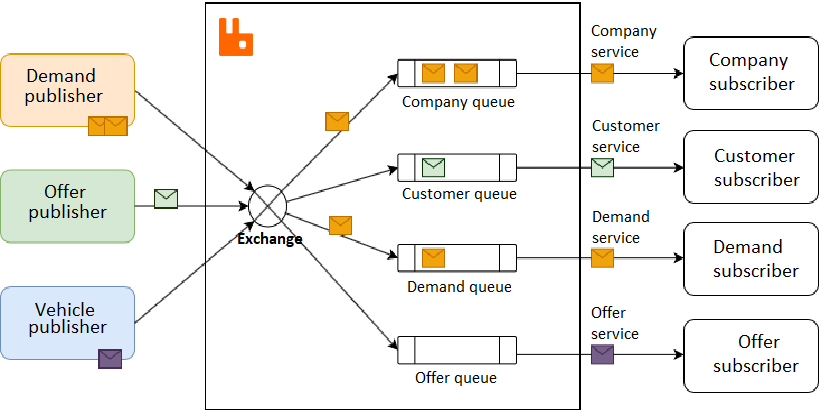 Demand
publisher
Offer
publisher
Vehicle
publisher
Exchange
Company queue
Customer queue
Demand queue
Offer queue
Company
service
Customer
service
Demand
service
Offer
service
Company
subscriber
Customer
subscriber
Demand
subscriber
Offer
subscriber